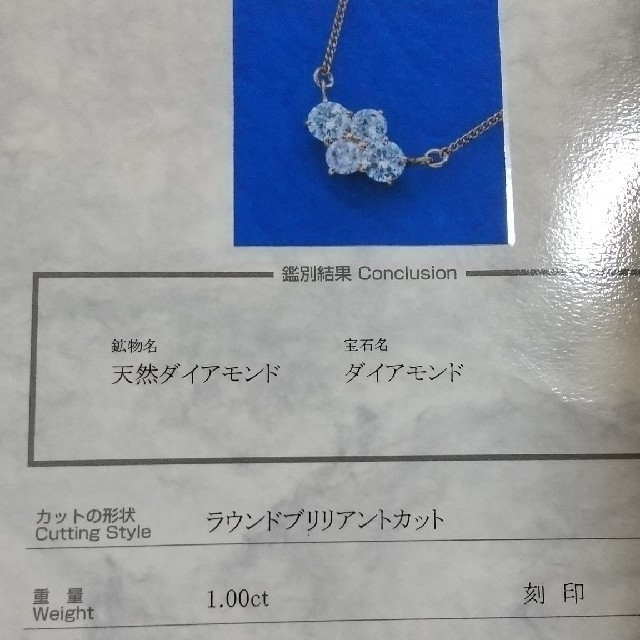 鑑別結果 Conclusion
鉱物名 宝石名
天然ダイアモンド ダイアモンド
カットの形状 ラウンドブリリアントカット
Cutting Style
重量 1.00ct 刻印
Weight